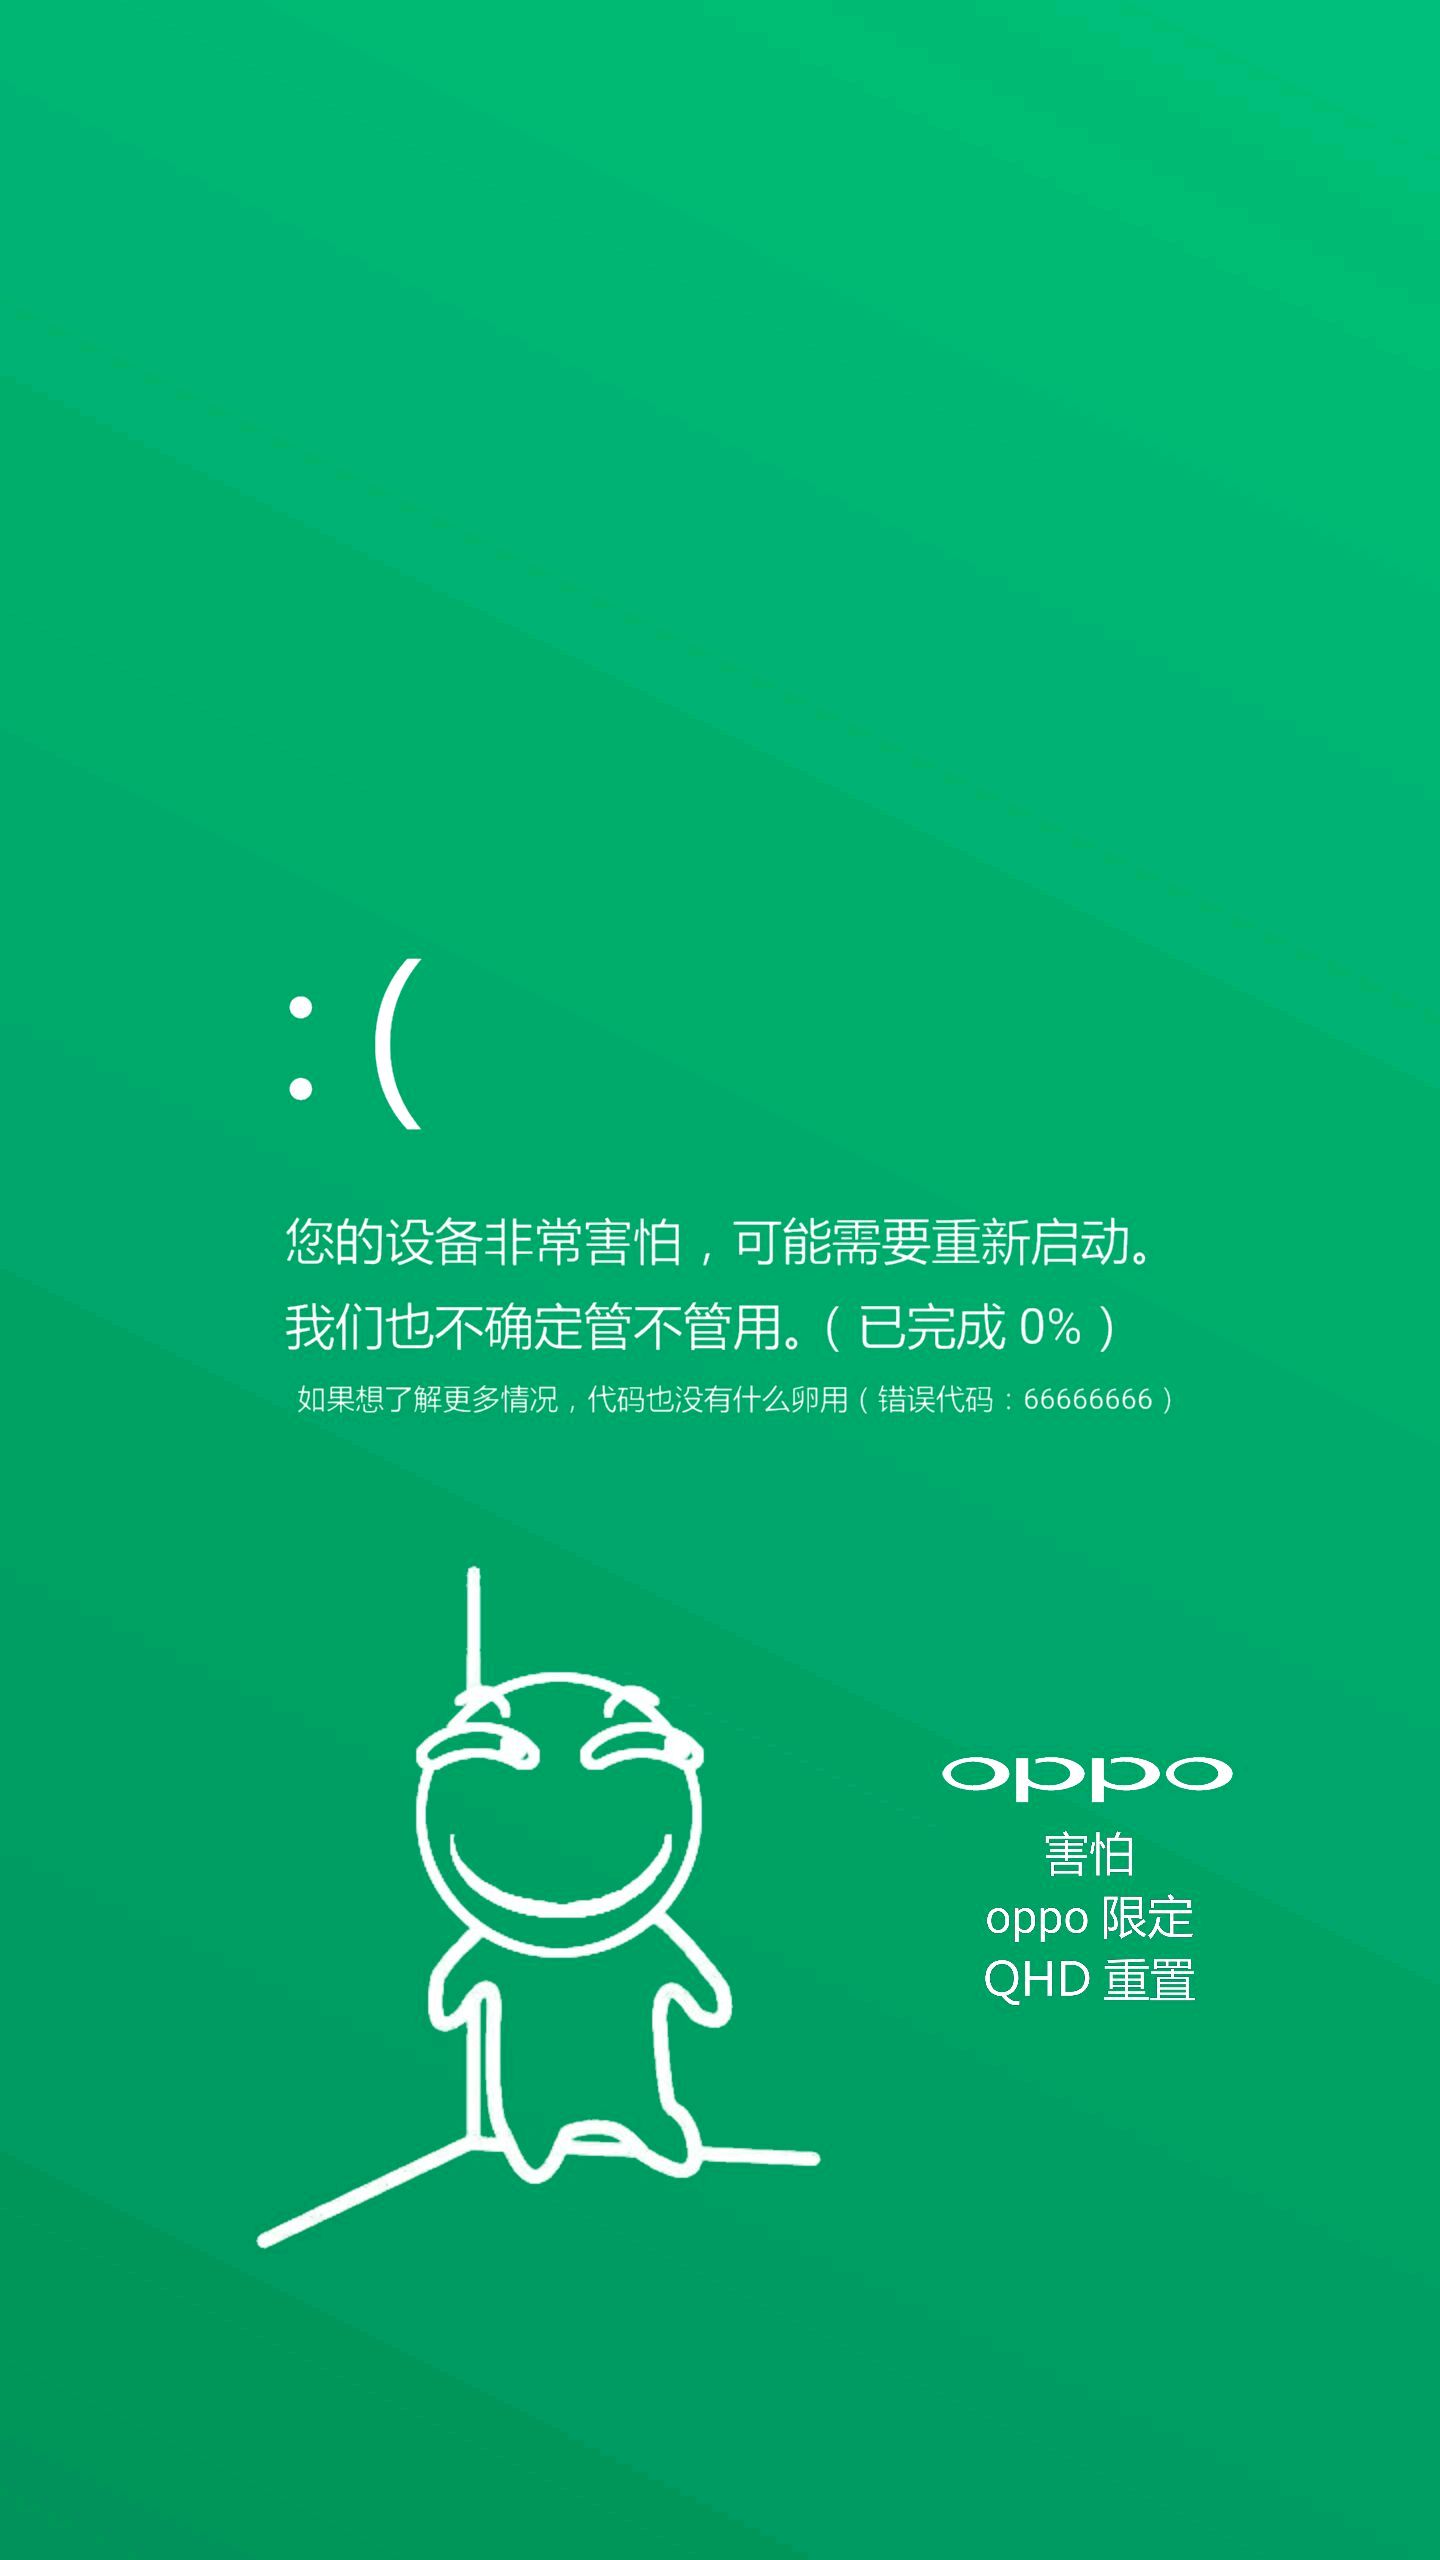 :(
您的设备非常害怕，可能需要重新启动。
我们也不确定管不管用。（已完成 0%）
如果想了解更多情况，代码也没有什么卵用（错误代码：66666666）
oppo
害怕
oppo 限定
QHD 重置